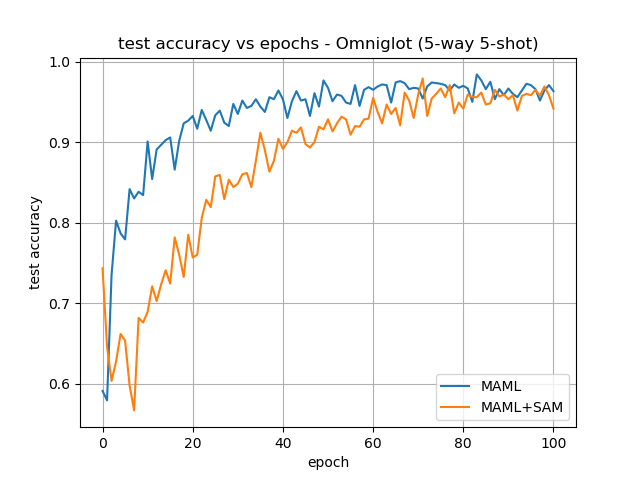 test accuracy vs epochs - Omniglot (5-way 5-shot)
1.0
0.9
0.8
0.7
0.6
test accuracy
MAML
MAML+SAM
0 20 40 60 80 100
epoch